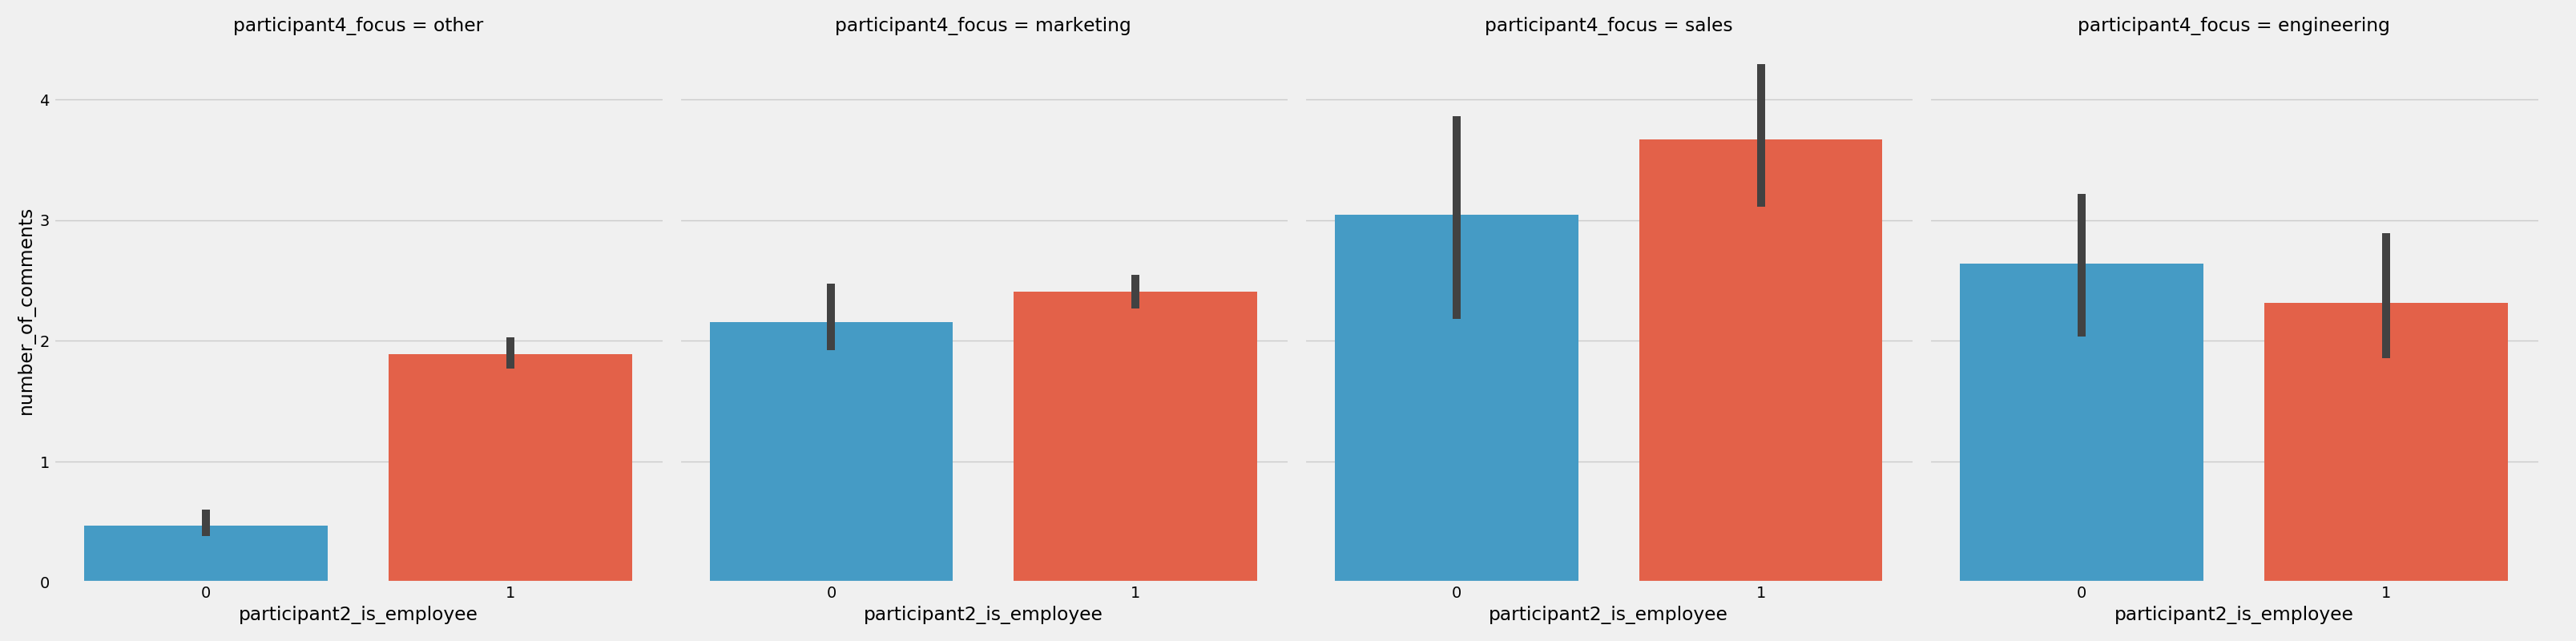 participant4_focus = other
participant4_focus = marketing
participant4_focus = sales
participant4_focus = engineering
number_of_comments
4
3
2
1
0
0 1
0 1
0 1
0 1
participant2_is_employee
participant2_is_employee
participant2_is_employee
participant2_is_employee